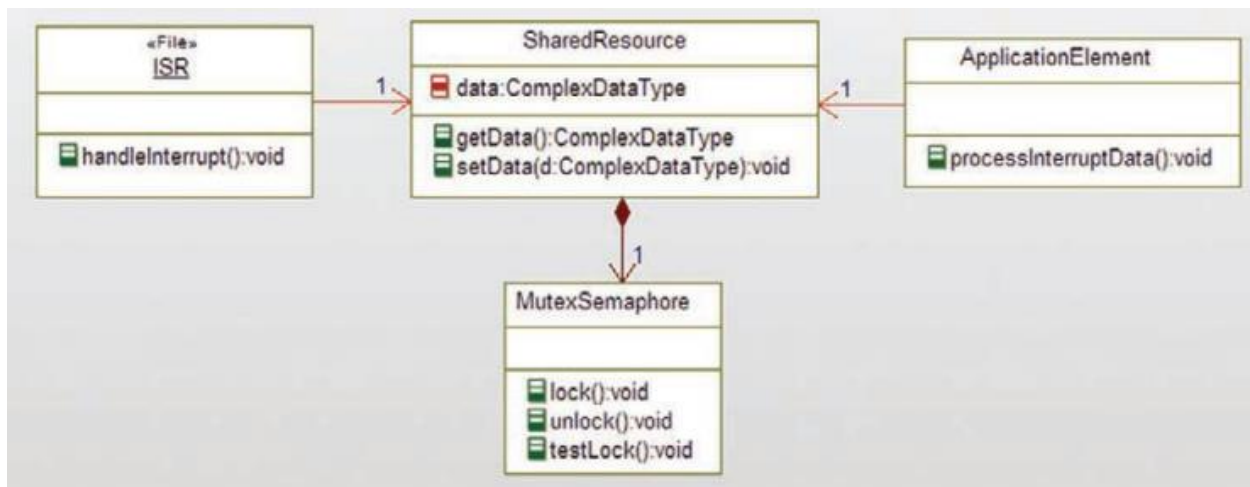 «File»
ISR
handleInterrupt():void
1
SharedResource
data:ComplexDataType
getData():ComplexDataType
setData(d:ComplexDataType):void
1
ApplicationElement
processInterruptData():void
1
MutexSemaphore
lock():void
unlock():void
testLock():void